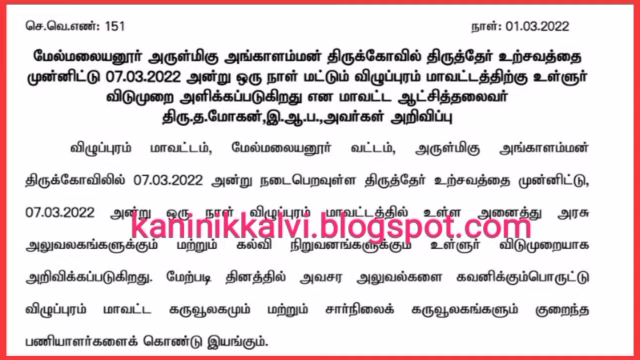 செ.வெ.எண்: 151 நாள்: 01.03.2022
மேல்மலையனூர் அருள்மிகு அங்காளம்மன் திருக்கோவில் திருத்தேர் உற்சவத்தை
முன்னிட்டு 07.03.2022 அன்று ஒரு நாள் மட்டும் விழுப்புரம் மாவட்டத்திற்கு உள்ளுர்
விடுமுறை அளிக்கப்படுகிறது என மாவட்ட ஆட்சித்தலைவர்
திரு.த.மோகன்,இ.ஆ.ப.,அவர்கள் அறிவிப்பு
விழுப்புரம் மாவட்டம், மேல்மலையனூர் வட்டம், அருள்மிகு அங்காளம்மன்
திருக்கோவிலில் 07.03.2022 அன்று நடைபெறவுள்ள திருத்தேர் உற்சவத்தை முன்னிட்டு,
07.03.2022 அன்று ஒரு நாள் விழுப்புரம் மாவட்டத்தில் உள்ள அனைத்து அரசு
kaninikkalvi.blogspot.com
அலுவலகங்களுக்கும் மற்றும் கல்வி நிறுவனங்களுக்கும் உள்ளுர் விடுமுறையாக
அறிவிக்கப்படுகிறது. மேற்படி தினத்தில் அவசர அலுவல்களை கவனிக்கும்பொருட்டு
விழுப்புரம் மாவட்ட கருவூலகமும் மற்றும் சார்நிலைக் கருவூலகங்களும் குறைந்த
பணியாளர்களைக் கொண்டு இயங்கும்.